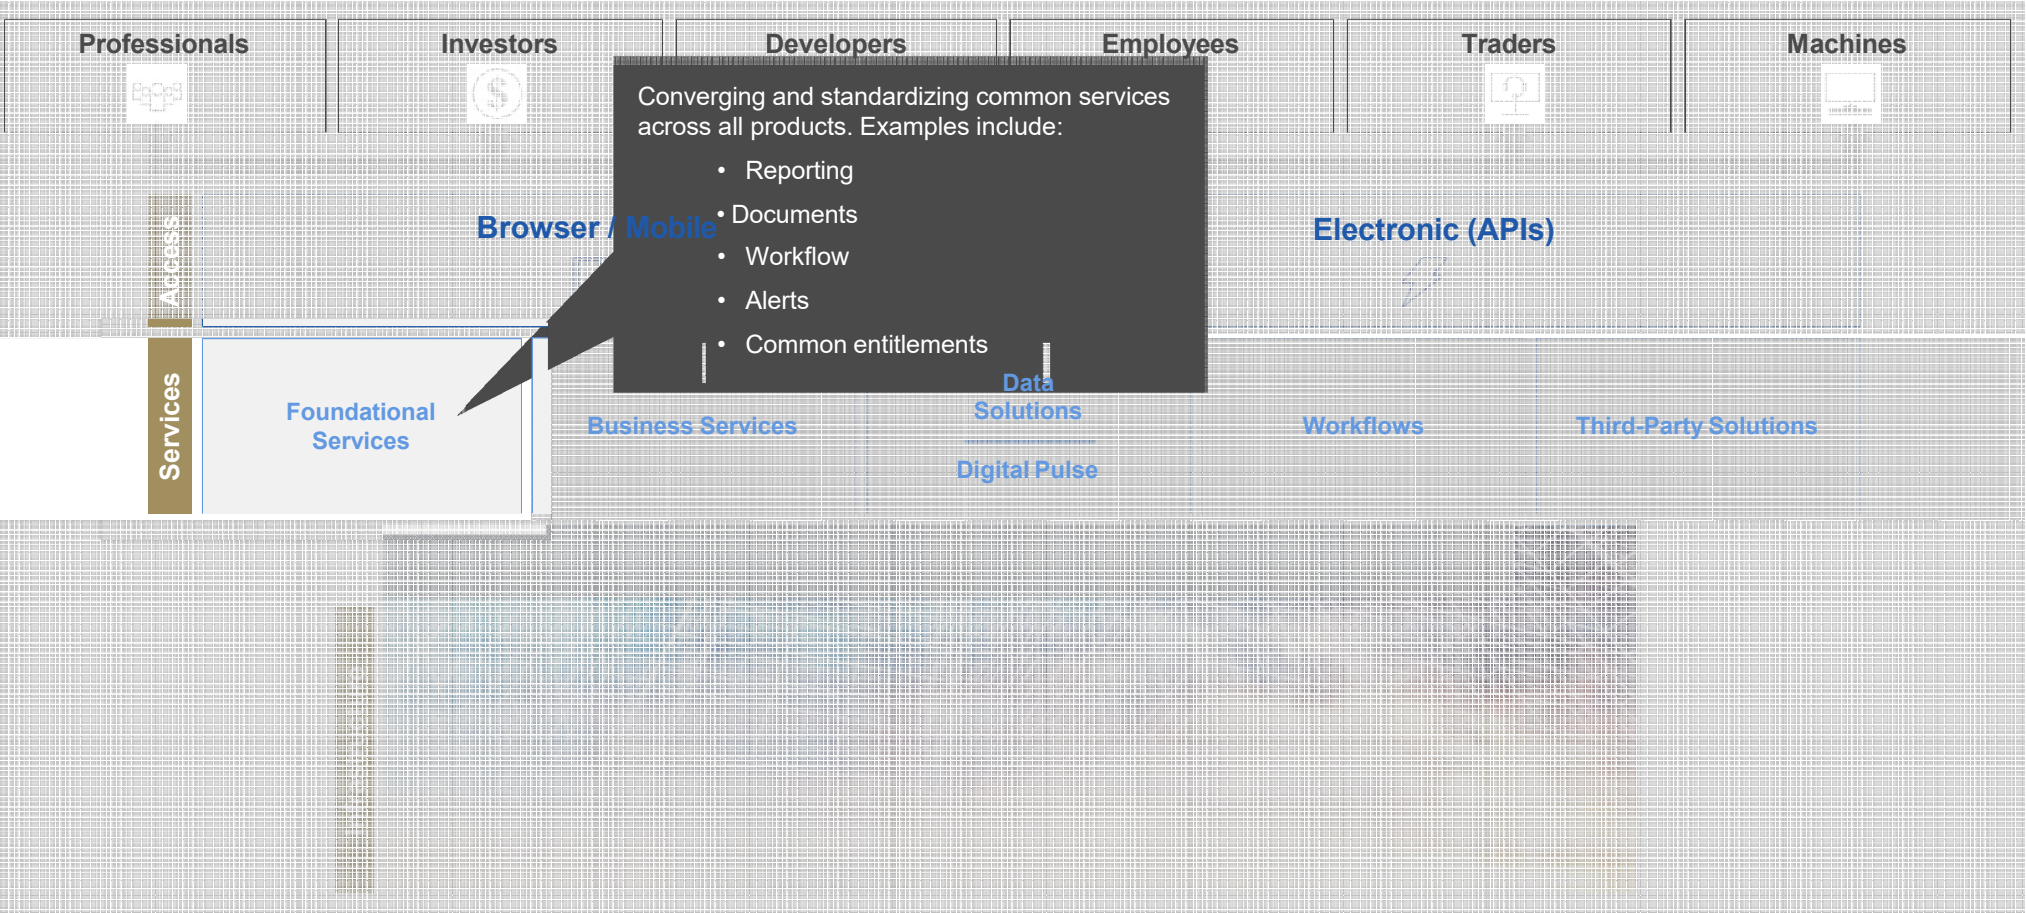 Professionals
Investors
Developers
Employees
Traders
Machines
Converging and standardizing common services
across all products. Examples include:
• Reporting
• Documents
• Workflow
• Alerts
• Common entitlements
Access
Browser / Mobile
Electronic (APIs)
Services
Foundational
Services
Business Services
Data
Solutions
Digital Pulse
Workflows
Third-Party Solutions